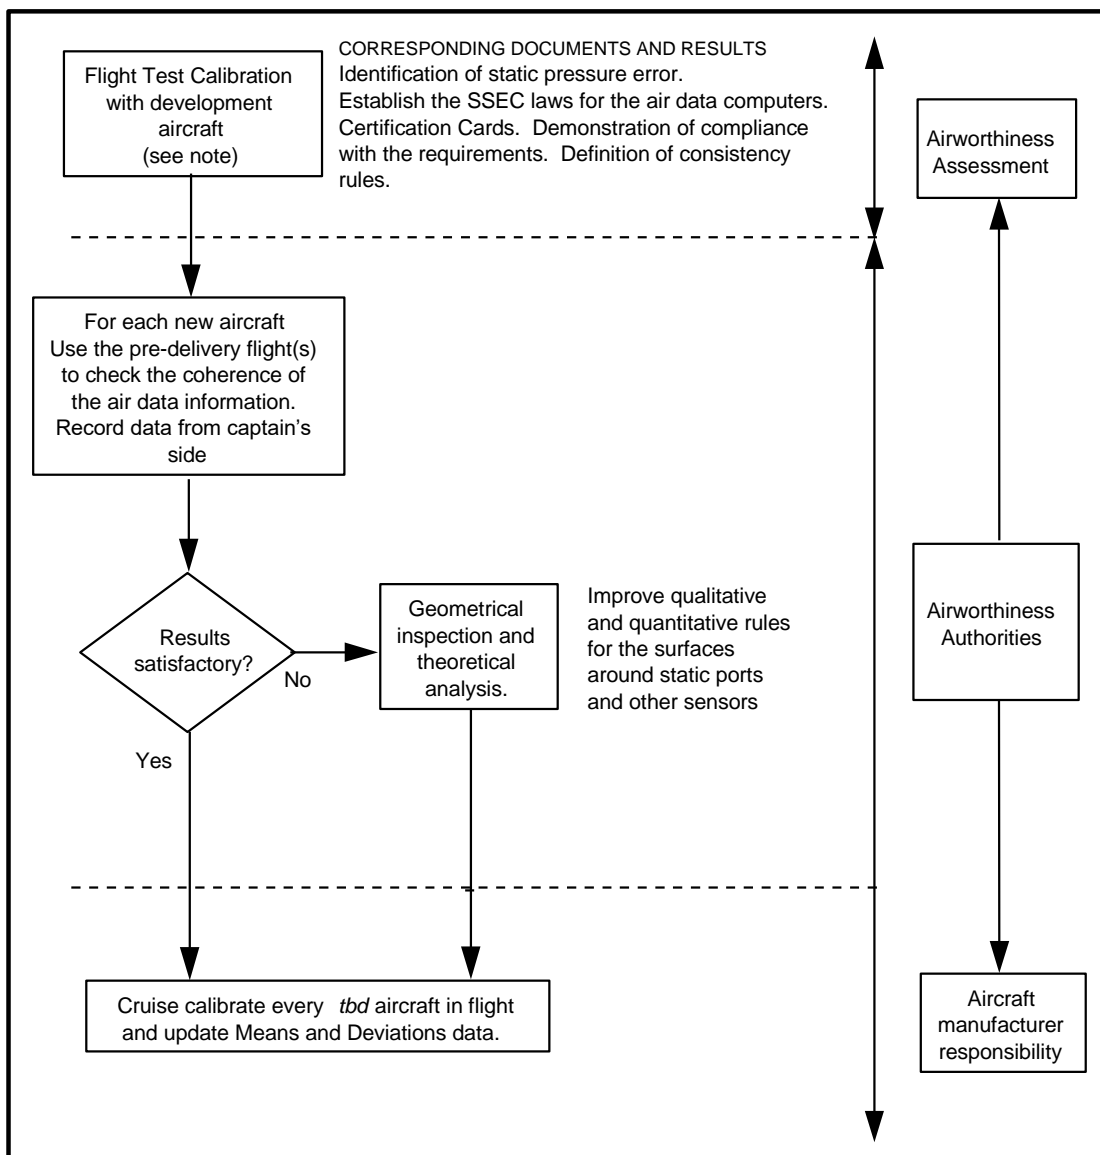 Flight Test Calibration
with development
aircraft
(see note)
CORRESPONDING DOCUMENTS AND RESULTS
Identification of static pressure error.
Establish the SSEC laws for the air data computers.
Certification Cards.  Demonstration of compliance
with the requirements.  Definition of consistency
rules.
Airworthiness
Assessment
For each new aircraft
Use the pre-delivery flight(s)
to check the coherence of
the air data information.
Record data from captain's
side
Results
satisfactory?
No
Yes
Geometrical
inspection and
theoretical
analysis.
Improve qualitative
and quantitative rules
for the surfaces
around static ports
and other sensors
Airworthiness
Authorities
Cruise calibrate every tbd aircraft in flight
and update Means and Deviations data.
Aircraft
manufacturer
responsibility